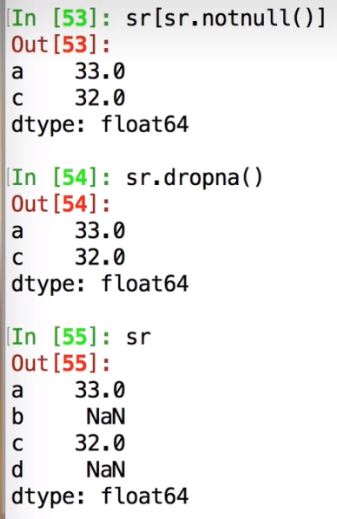 In [53]: sr[sr.notnull()]
Out[53]:
a    33.0
c    32.0
dtype: float64
In [54]: sr.dropna()
Out[54]:
a    33.0
c    32.0
dtype: float64
In [55]: sr
Out[55]:
a    33.0
b     NaN
c    32.0
d     NaN
dtype: float64